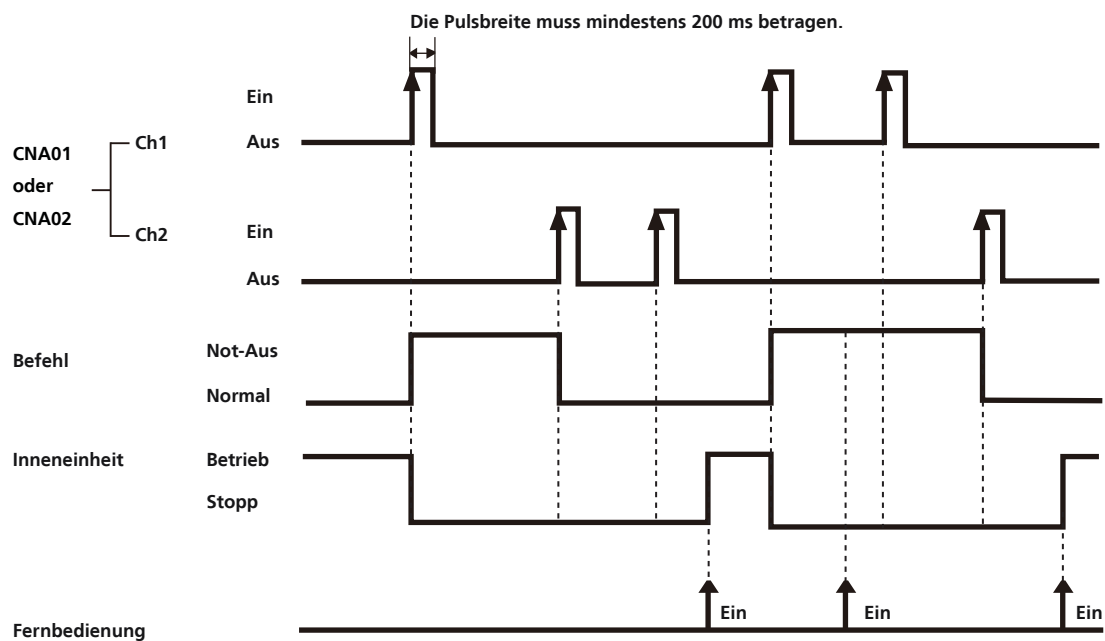 Die Pulsbreite muss mindestens 200 ms betragen.
Ein
CNA01
oder
CNA02
Ch1
Aus
Ch2
Ein
Aus
Befehl
Not-Aus
Normal
Inneneinheit
Betrieb
Stopp
Ein
Ein
Ein
Fernbedienung